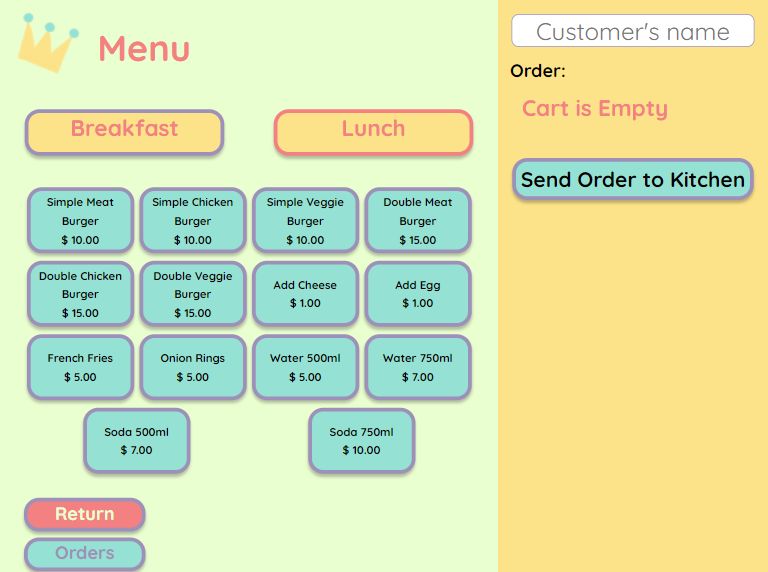 Menu
Customer's name
Order:
Cart is Empty
Send Order to Kitchen
Breakfast
Lunch
Simple Meat
Burger
$ 10.00
Simple Chicken
Burger
$ 10.00
Simple Veggie
Burger
$ 10.00
Double Meat
Burger
$ 15.00
Double Chicken
Burger
$ 15.00
Double Veggie
Burger
$ 15.00
Add Cheese
$ 1.00
Add Egg
$ 1.00
French Fries
$ 5.00
Onion Rings
$ 5.00
Water 500ml
$ 5.00
Water 750ml
$ 7.00
Soda 500ml
$ 7.00
Soda 750ml
$ 10.00
Return
Orders